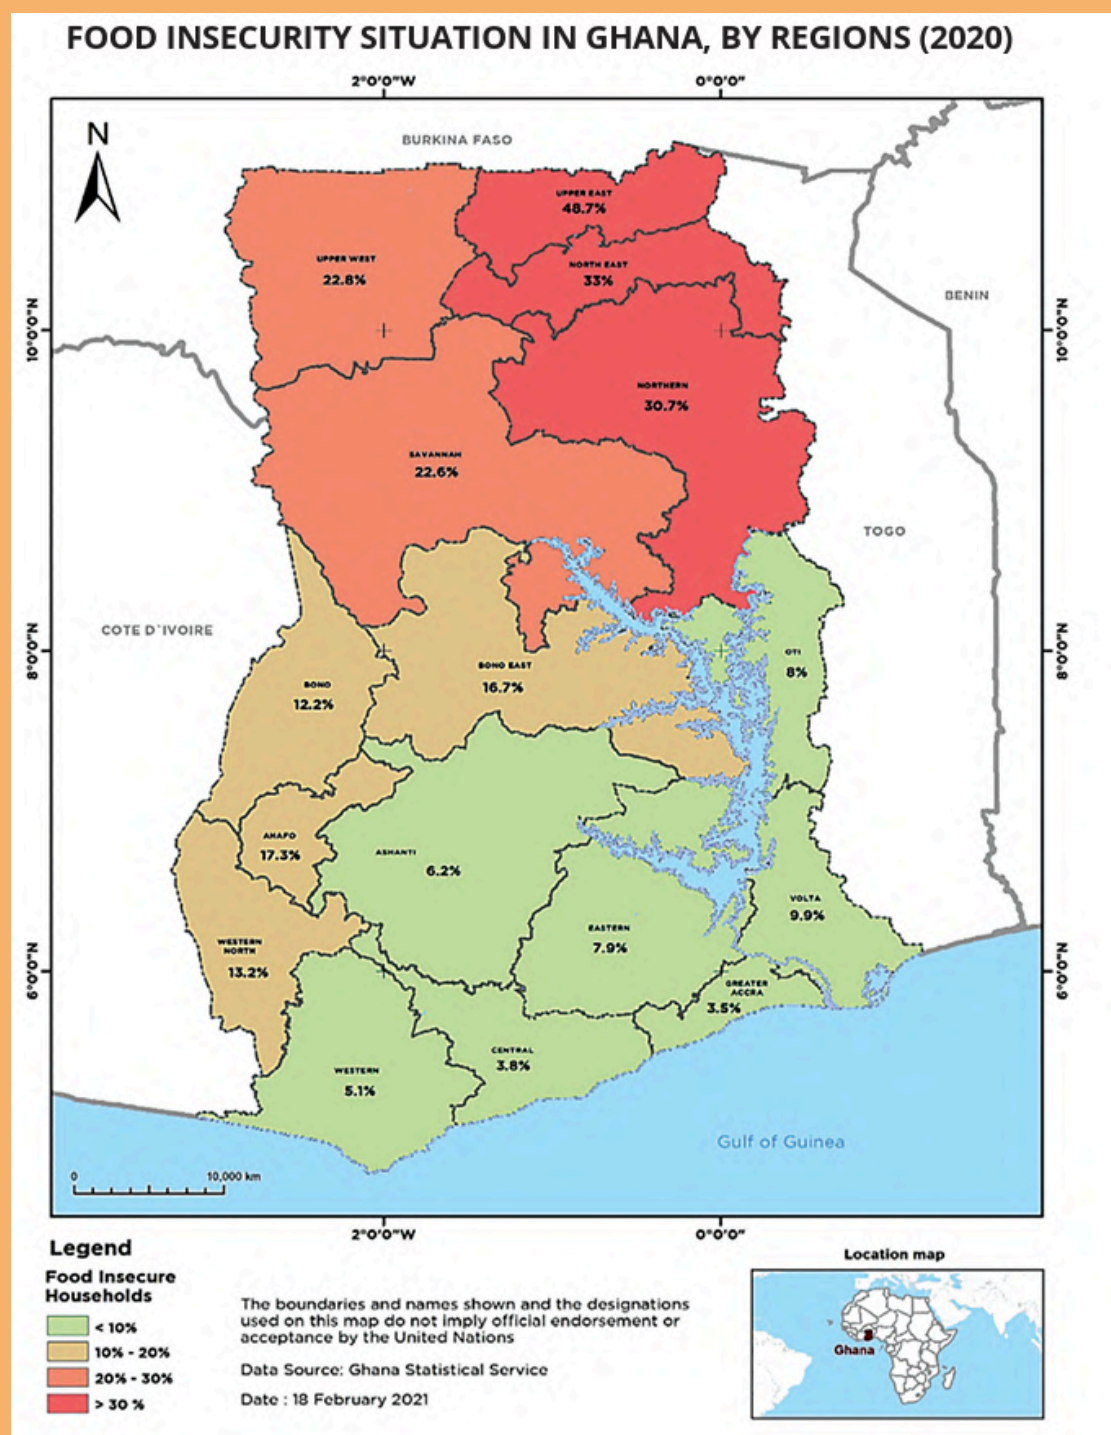 FOOD INSECURITY SITUATION IN GHANA, BY REGIONS (2020)
2°0'0"W
0°0'0"
N
BURKINA FASO
UPPER EAST
48.7%
UPPER WEST
22.8%
NORTH EAST
33%
BENIN
10°0'0"N
10°0'0"N
NORTHERN
30.7%
SAVANNAH
22.6%
TOGO
COTE D'IVOIRE
8°0'0"N
8°0'0"N
OTI
8%
BONO EAST
16.7%
BONO
12.2%
AHAFO
17.3%
ASHANTI
6.2%
VOLTA
9.9%
EASTERN
7.9%
WESTERN
NORTH
13.2%
6°0'0"N
6°0'0"N
GREATER
ACCRA
3.5%
CENTRAL
3.8%
WESTERN
5.1%
Gulf of Guinea
0
10,000 km
2°0'0"W
0°0'0"
Legend
Food Insecure
Households
< 10%
10% - 20%
20% - 30%
> 30 %
The boundaries and names shown and the designations
used on this map do not imply official endorsement or
acceptance by the United Nations
Data Source: Ghana Statistical Service
Date : 18 February 2021
Location map
Ghana